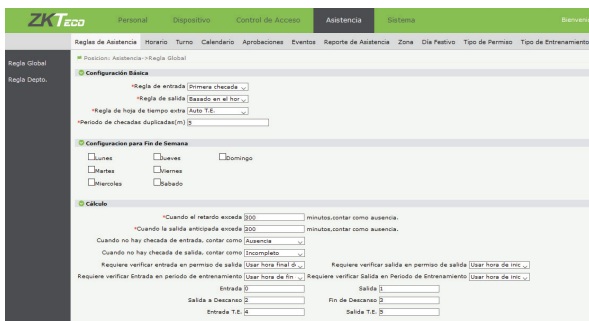 ZKTeco Personal Dispositivo Control de Acceso Asistencia Sistema Bienveni
Reglas de Asistencia Horario Turno Calendario Aprobaciones Eventos Reporte de Asistencia Zona Día Festivo Tipo de Permiso Tipo de Entrenamiento
Regla Global
Regla Depto.
Posicion: Asistencia->Regla Global
Configuración Básica
*Regla de entrada Primera checada
*Regla de salida Basado en el hor
*Regla de hoja de tiempo extra Auto T.E.
*Periodo de checadas duplicadas(m) 5
Configuracion para Fin de Semana
Lunes Jueves Domingo
Martes Viernes
Miercoles Sabado
Cálculo
*Cuando el retardo exceda 300 minutos,contar como ausencia.
*Cuando la salida anticipada exceda 300 minutos,contar como ausencia.
Cuando no hay checada de entrada, contar como Ausencia
Cuando no hay checada de salida, contar como Incompleto
Requiere verificar entrada en permiso de salida Usar hora final d Requiere verificar salida en permiso de salida Usar hora de inic
Requiere verificar Entrada en periodo de entrenamiento Usar hora de fin Requiere verificar Salida en Periodo de Entrenamiento Usar hora de inic
Entrada 0 Salida 1
Salida a Descanso 2 Fin de Descanso 3
Entrada T.E. 4 Salida T.E. 5